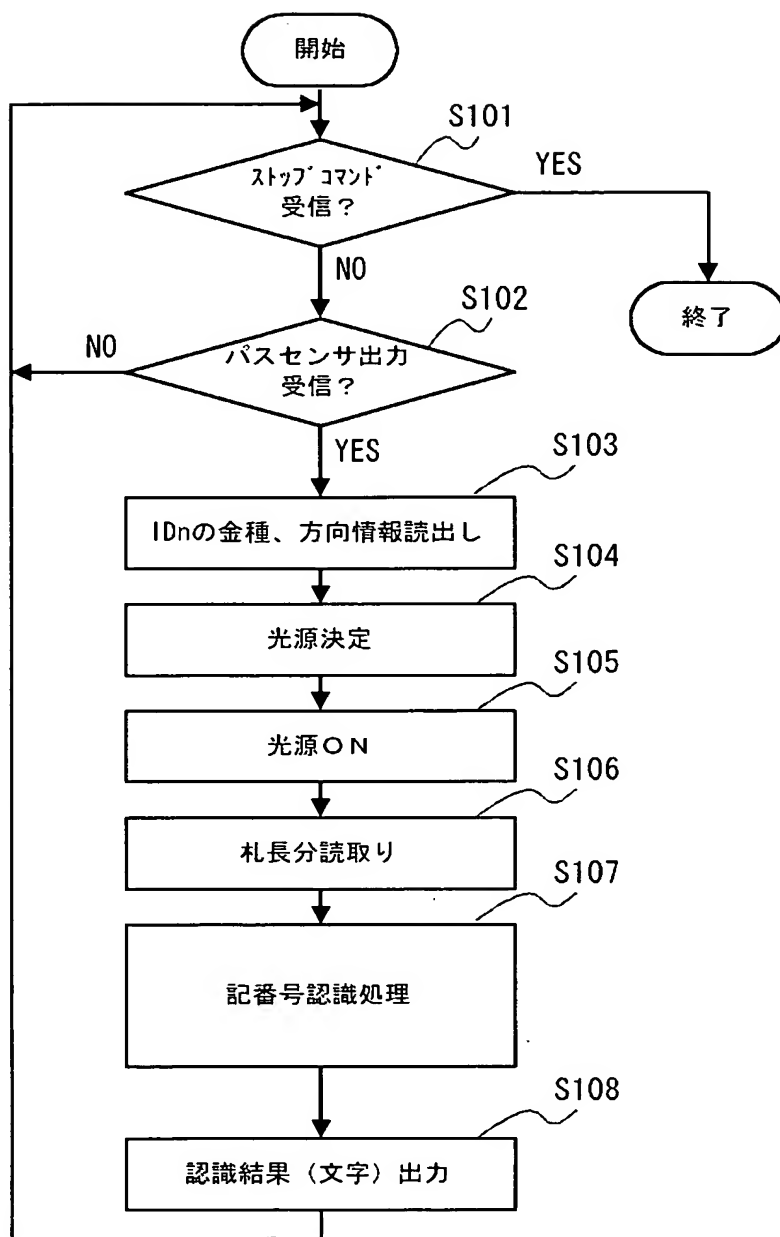 開始
S101
ストップコマンド
受信?
YES
NO
終了
S102
パスセンサ出力
受信?
NO
YES
S103
IDnの金種、方向情報読出し
S104
光源決定
S105
光源ON
S106
札長分読取り
S107
記番号認識処理
S108
認識結果(文字)出力